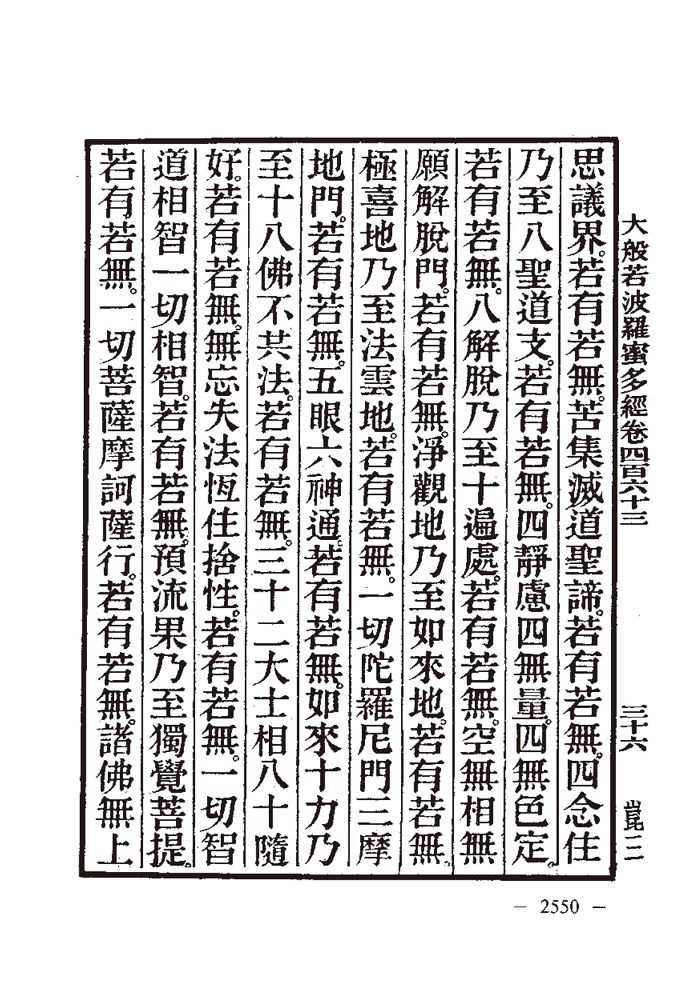 大般若波羅蜜多經卷四百六十三 三十六 崑三
思議界。若有若無。苦集滅道聖諦。若有若無。四念住
乃至八聖道支。若有若無。四靜慮四無量。四無色定。
若有若無。八解脫乃至十遍處。若有若無。空無相無
願解脫門。若有若無。淨觀地乃至如來地。若有若無。
極喜地乃至法雲地。若有若無。一切陀羅尼門三摩
地門。若有若無。五眼六神通。若有若無。如來十力乃
至十八佛不共法。若有若無。三十二大士相八十隨
好。若有若無。無忘失法恆住捨性。若有若無。一切智
道相智一切相智。若有若無。預流果乃至獨覺菩提。
若有若無。一切菩薩摩訶薩行。若有若無。諸佛無上
— 2550 —